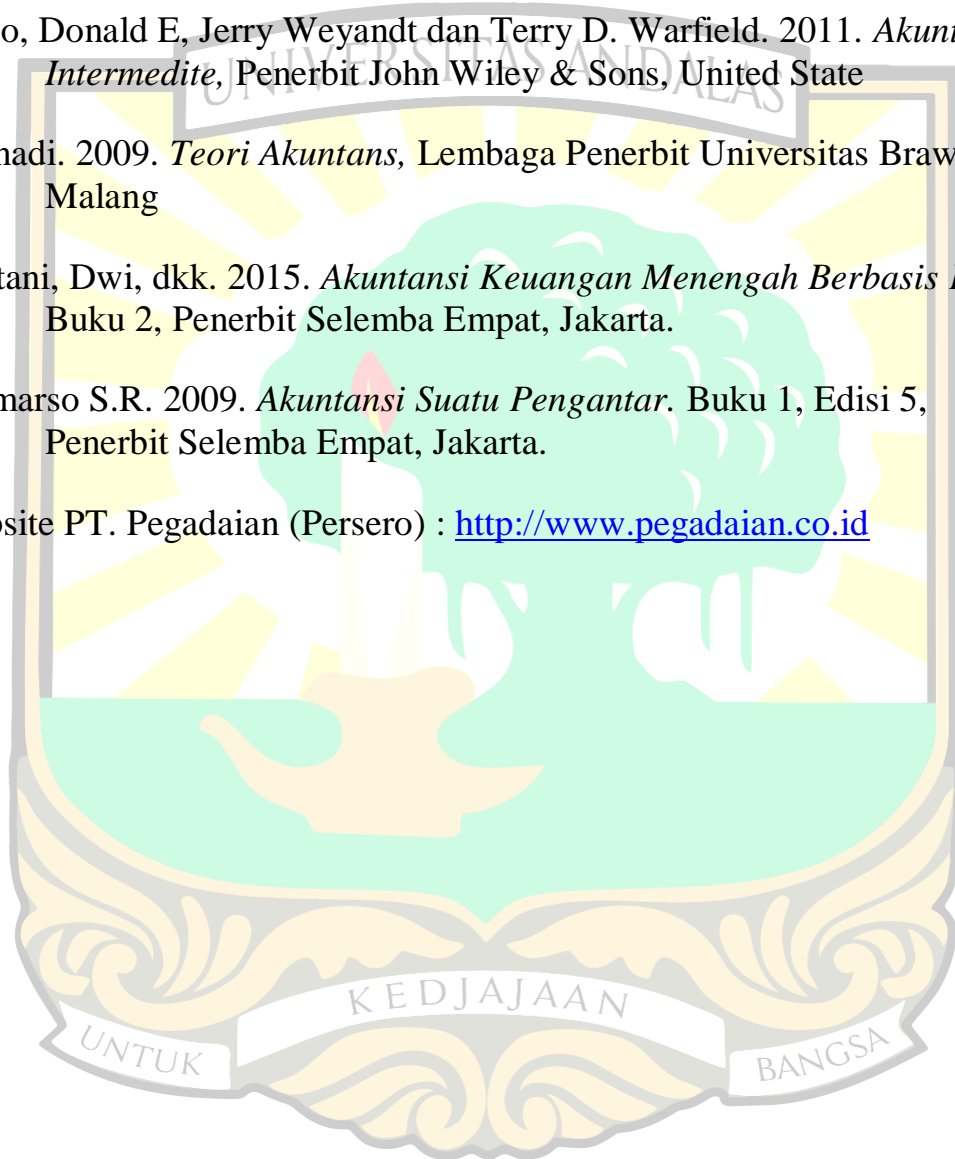 o, Donald E, Jerry Weyandt dan Terry D. Warfield. 2011. Akunt
UNIVERSITAS ANDALAS
Intermedite, Penerbit John Wiley & Sons, United State
adi. 2009. Teori Akuntans, Lembaga Penerbit Universitas Braw
Malang
tani, Dwi, dkk. 2015. Akuntansi Keuangan Menengah Berbasis
Buku 2, Penerbit Selemba Empat, Jakarta.
marso S.R. 2009. Akuntansi Suatu Pengantar. Buku 1, Edisi 5,
Penerbit Selemba Empat, Jakarta.
site PT. Pegadaian (Persero) : http://www.pegadaian.co.id
KEDJAJAAN
UNTUK
BANGSA